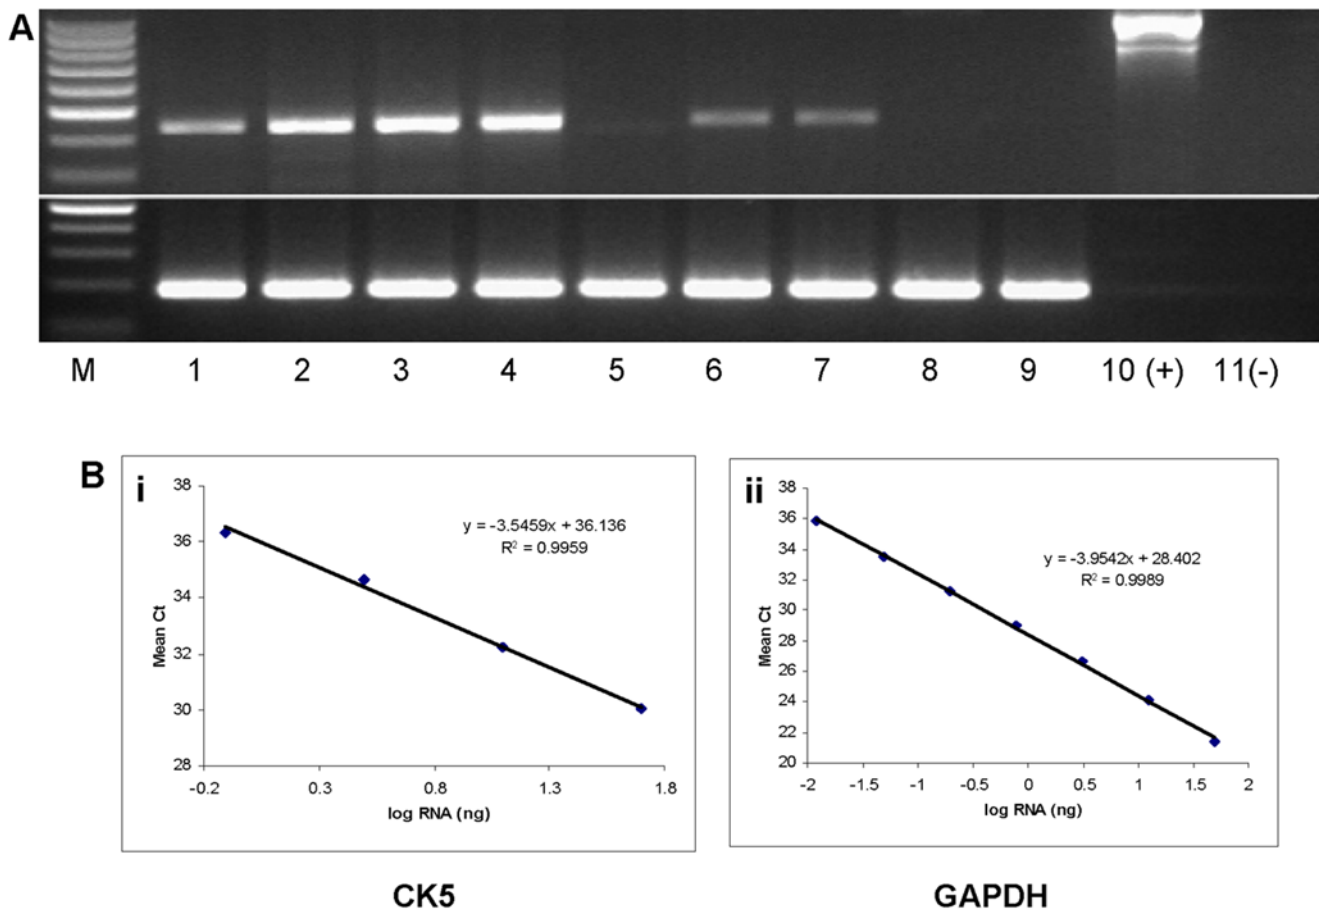 A
M 1 2 3 4 5 6 7 8 9 10 (+) 11(-)
B
i
38
36
34
32
30
28
-0.2 0.3 0.8 1.3 1.8
Mean Ct
log RNA (ng)
y = -3.5459x + 36.136
R² = 0.9959
CK5
ii
38
36
34
32
30
28
26
24
22
20
-2 -1.5 -1 -0.5 0 0.5 1 1.5 2
Mean Ct
log RNA (ng)
y = -3.9542x + 28.402
R² = 0.9989
GAPDH